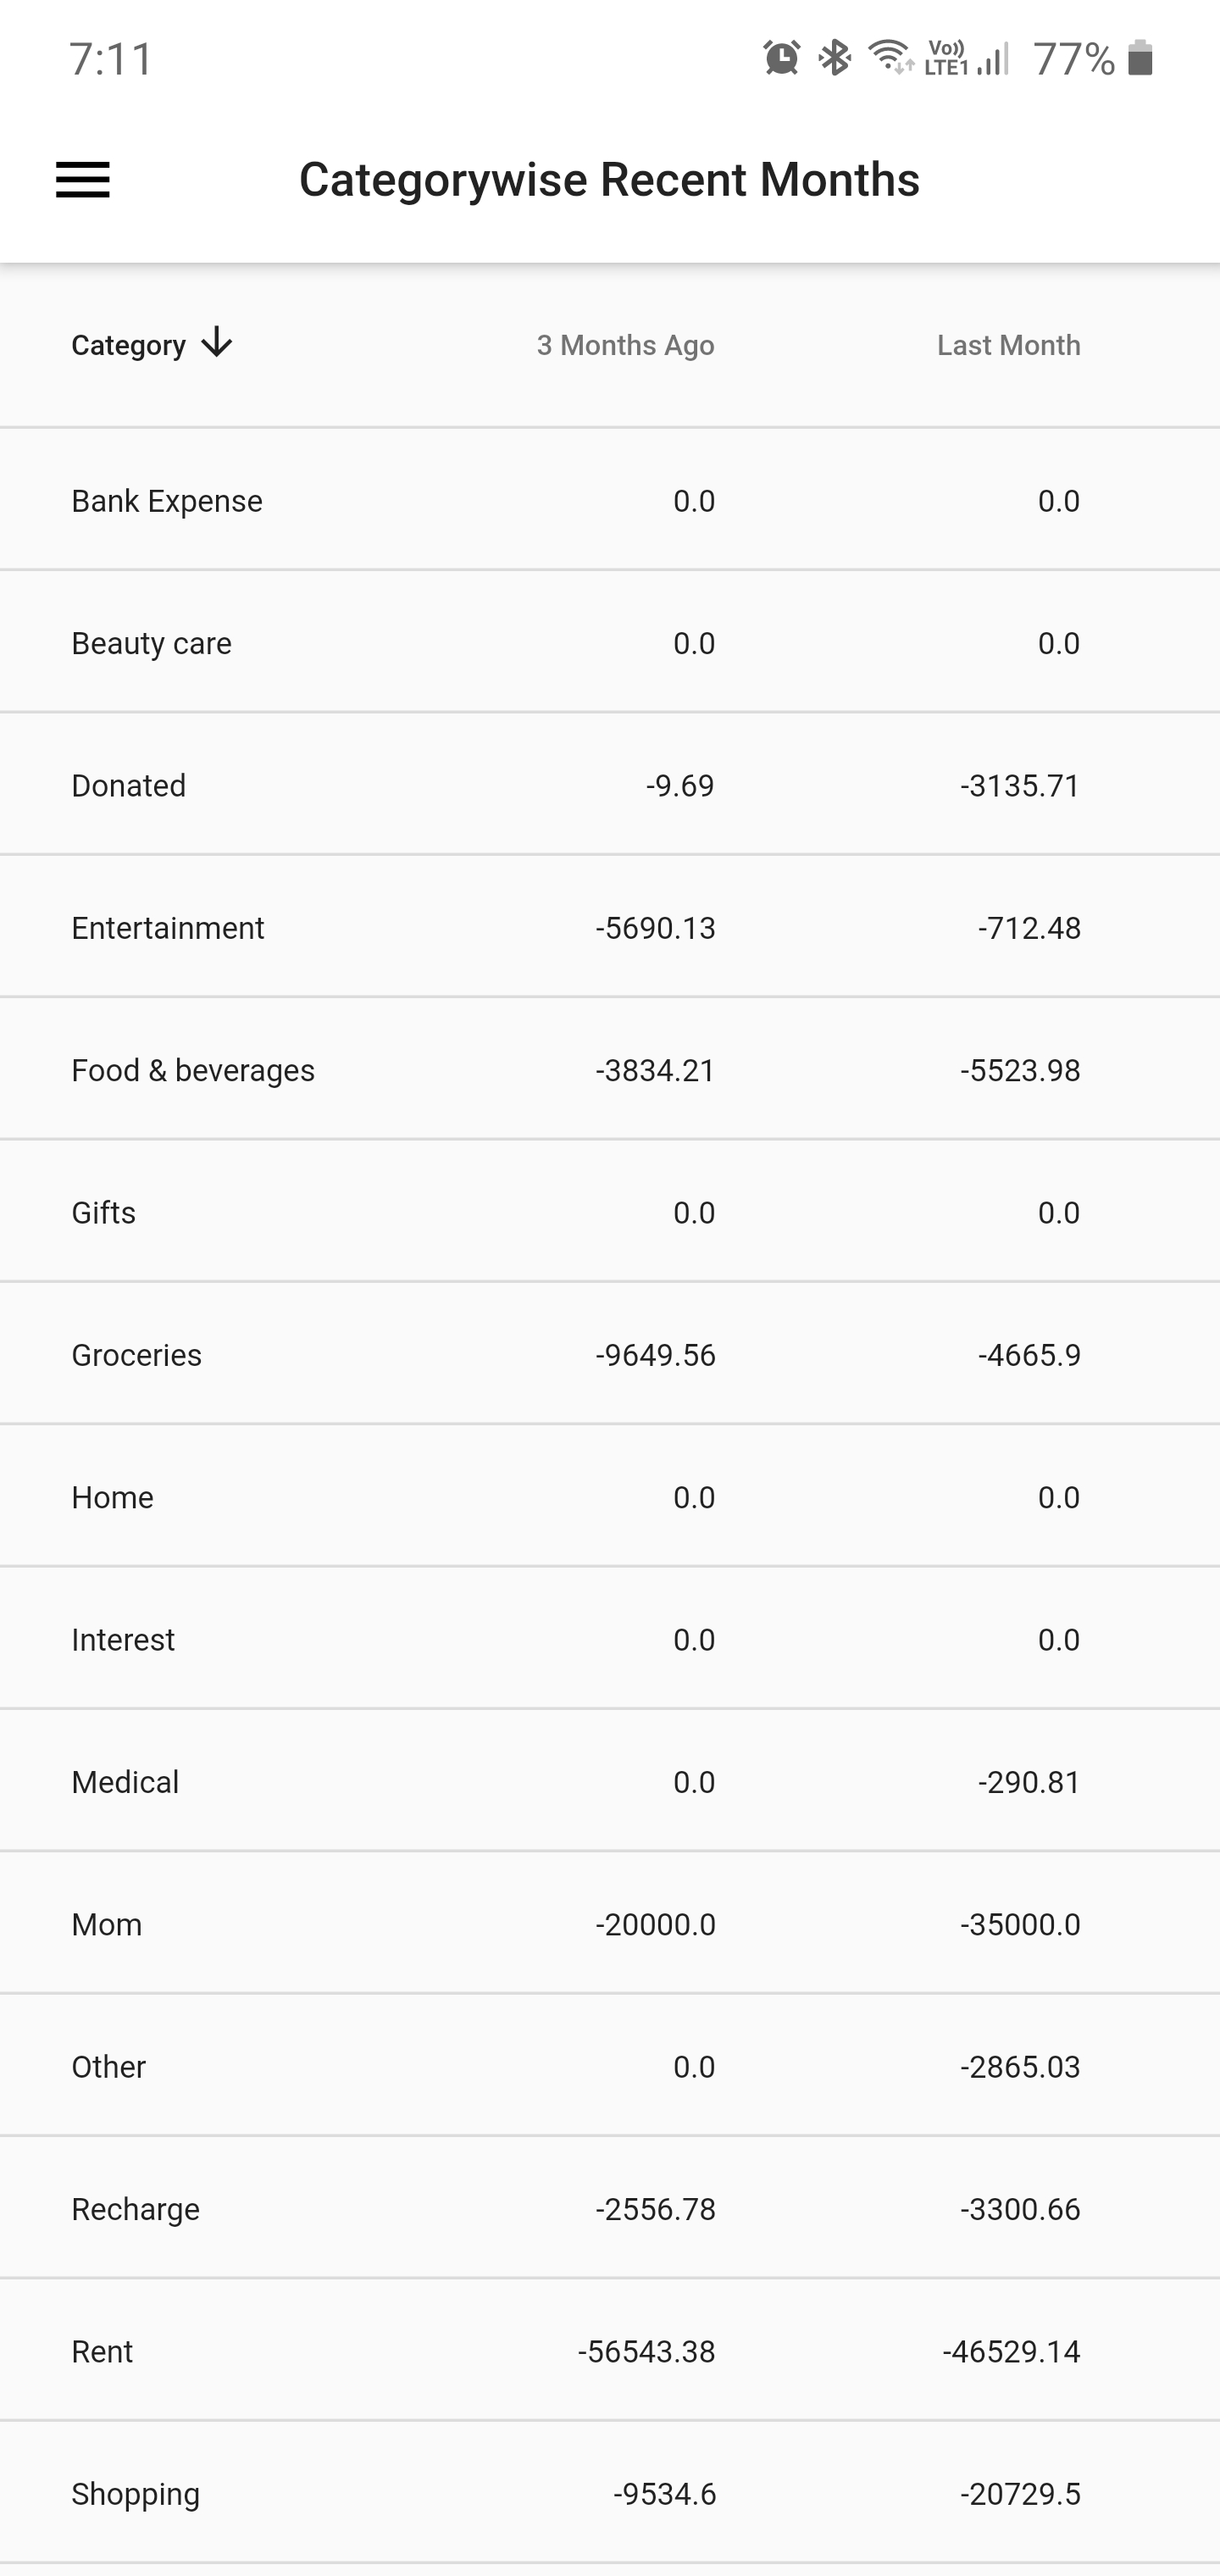 7:11 Vo)) LTE1 77%
Categorywise Recent Months
Category ↓ 3 Months Ago Last Month
Bank Expense 0.0 0.0
Beauty care 0.0 0.0
Donated -9.69 -3135.71
Entertainment -5690.13 -712.48
Food & beverages -3834.21 -5523.98
Gifts 0.0 0.0
Groceries -9649.56 -4665.9
Home 0.0 0.0
Interest 0.0 0.0
Medical 0.0 -290.81
Mom -20000.0 -35000.0
Other 0.0 -2865.03
Recharge -2556.78 -3300.66
Rent -56543.38 -46529.14
Shopping -9534.6 -20729.5